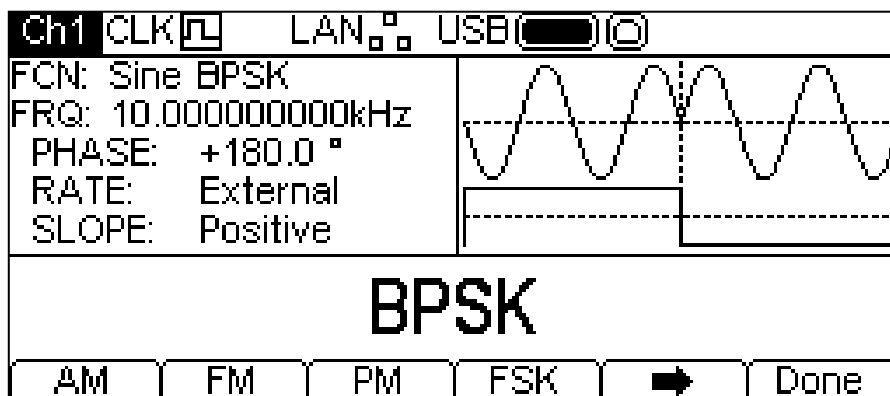 Ch1 CLK LAN USB
FCN: Sine BPSK
FRQ: 10.000000000kHz
PHASE: +180.0 °
RATE: External
SLOPE: Positive
BPSK
AM FM PM FSK Done